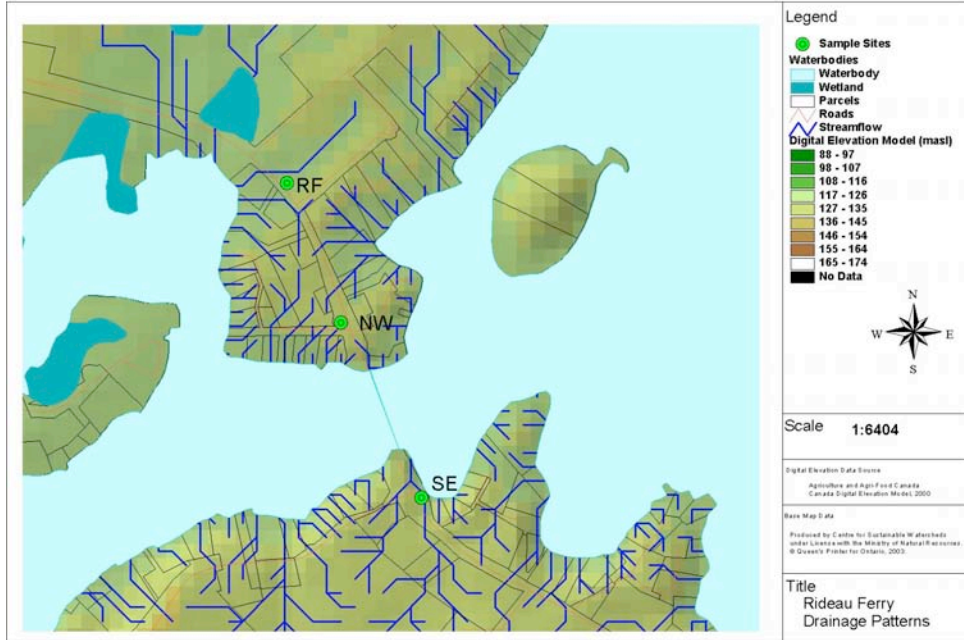 RF
NW
SE
Legend
Sample Sites
Waterbodies
Waterbody
Wetland
Parcels
Roads
Streamflow
Digital Elevation Model (masl)
88 - 97
98 - 107
108 - 116
117 - 126
127 - 135
136 - 145
146 - 154
155 - 164
165 - 174
No Data
N
W E
S
Scale 1:6404
Digital Elevation Data Source
Agriculture and Agri-Food Canada
Canada Digital Elevation Model, 2000
Base Map Data
Produced by Centre for Sustainable Watersheds
under License with the Ministry of Natural Resources,
© Queen's Printer for Ontario, 2003.
Title
Rideau Ferry
Drainage Patterns